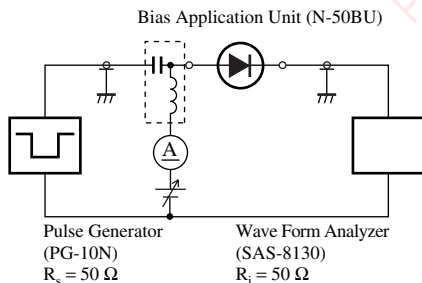 Bias Application Unit (N-50BU)
A
Pulse Generator
(PG-10N)
Rs = 50 Ω
Wave Form Analyzer
(SAS-8130)
Ri = 50 Ω